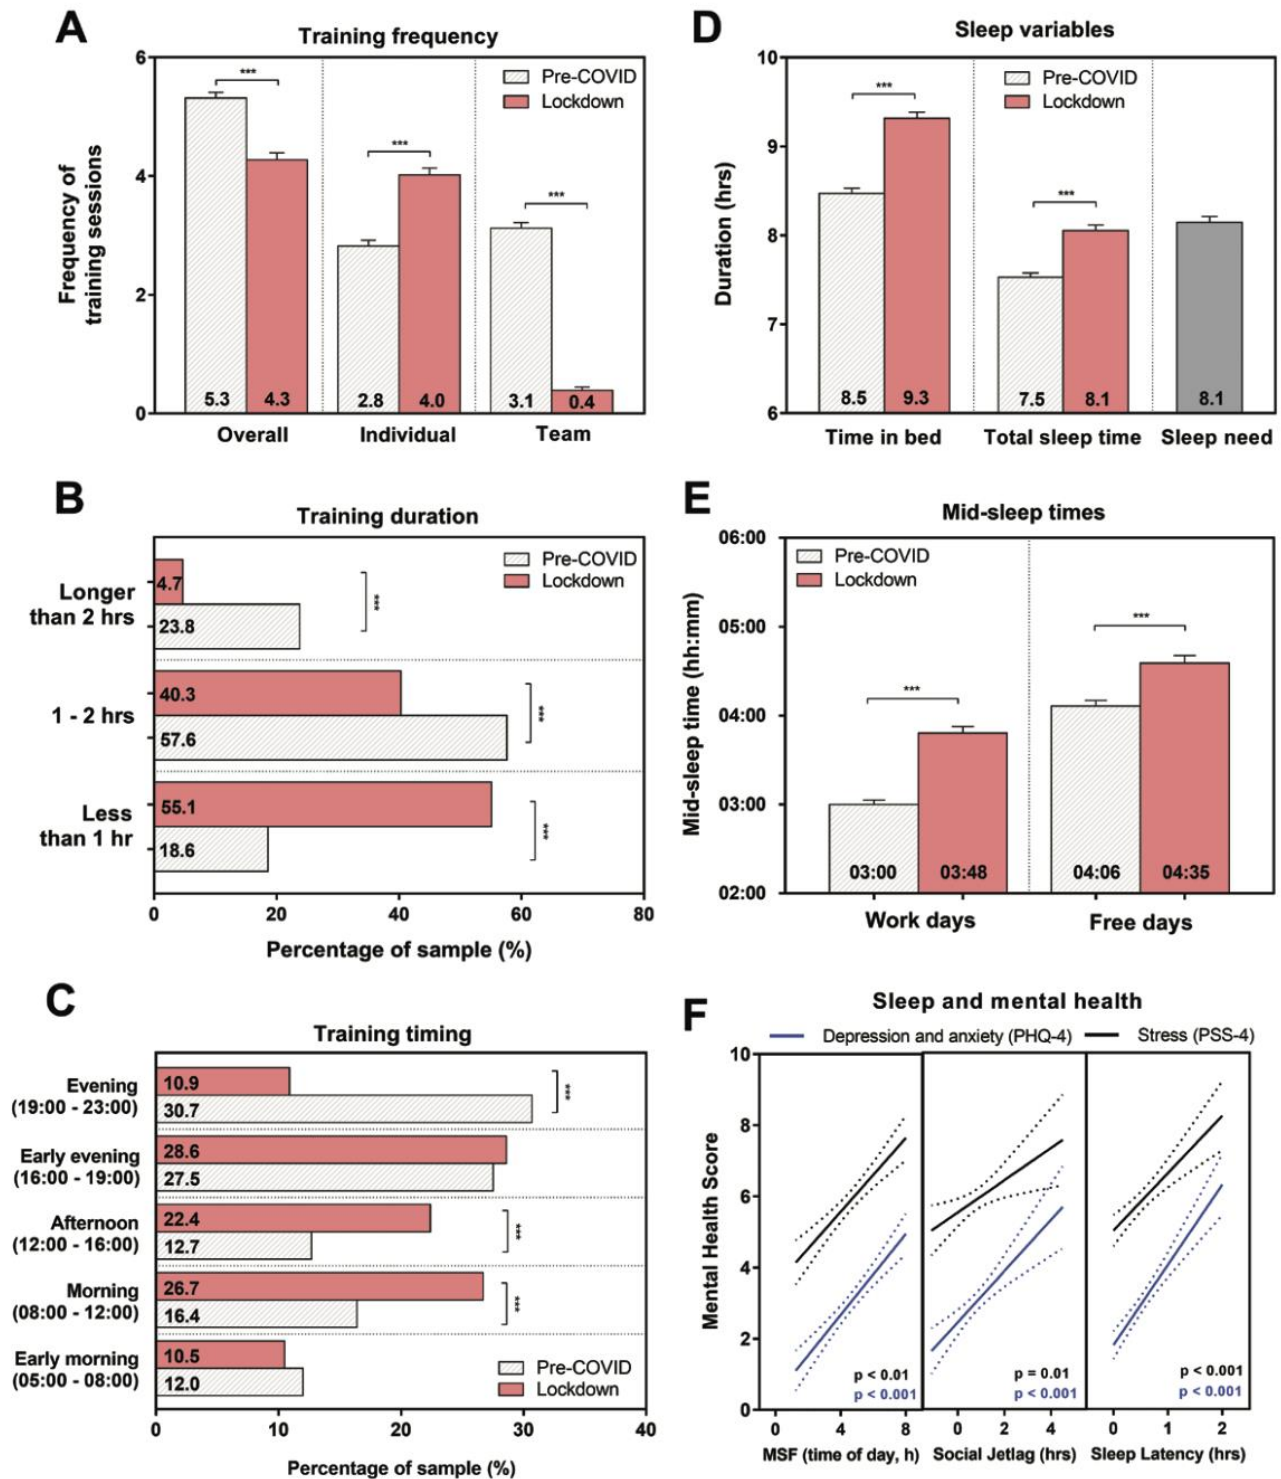 A
Training frequency
Pre-COVID
Lockdown
Frequency of
training sessions
6
4
2
0
***
***
***
5.3
4.3
2.8
4.0
3.1
0.4
Overall
Individual
Team
D
Sleep variables
Pre-COVID
Lockdown
Duration (hrs)
10
9
8
7
6
***
***
8.5
9.3
7.5
8.1
8.1
Time in bed
Total sleep time
Sleep need
B
Training duration
Pre-COVID
Lockdown
Longer
than 2 hrs
4.7
23.8
***
1 - 2 hrs
40.3
57.6
***
Less
than 1 hr
55.1
18.6
***
0
20
40
60
80
Percentage of sample (%)
E
Mid-sleep times
Pre-COVID
Lockdown
Mid-sleep time (hh:mm)
06:00
05:00
04:00
03:00
02:00
***
***
03:00
03:48
04:06
04:35
Work days
Free days
C
Training timing
Evening
(19:00 - 23:00)
10.9
30.7
***
Early evening
(16:00 - 19:00)
28.6
27.5
Afternoon
(12:00 - 16:00)
22.4
12.7
***
Morning
(08:00 - 12:00)
26.7
16.4
***
Early morning
(05:00 - 08:00)
10.5
12.0
Pre-COVID
Lockdown
0
10
20
30
40
Percentage of sample (%)
F
Sleep and mental health
Depression and anxiety (PHQ-4)
Stress (PSS-4)
Mental Health Score
10
8
6
4
2
0
p < 0.01
p < 0.001
p = 0.01
p < 0.001
p < 0.001
p < 0.001
0
4
8
0
2
4
0
1
2
MSF (time of day, h)
Social Jetlag (hrs)
Sleep Latency (hrs)